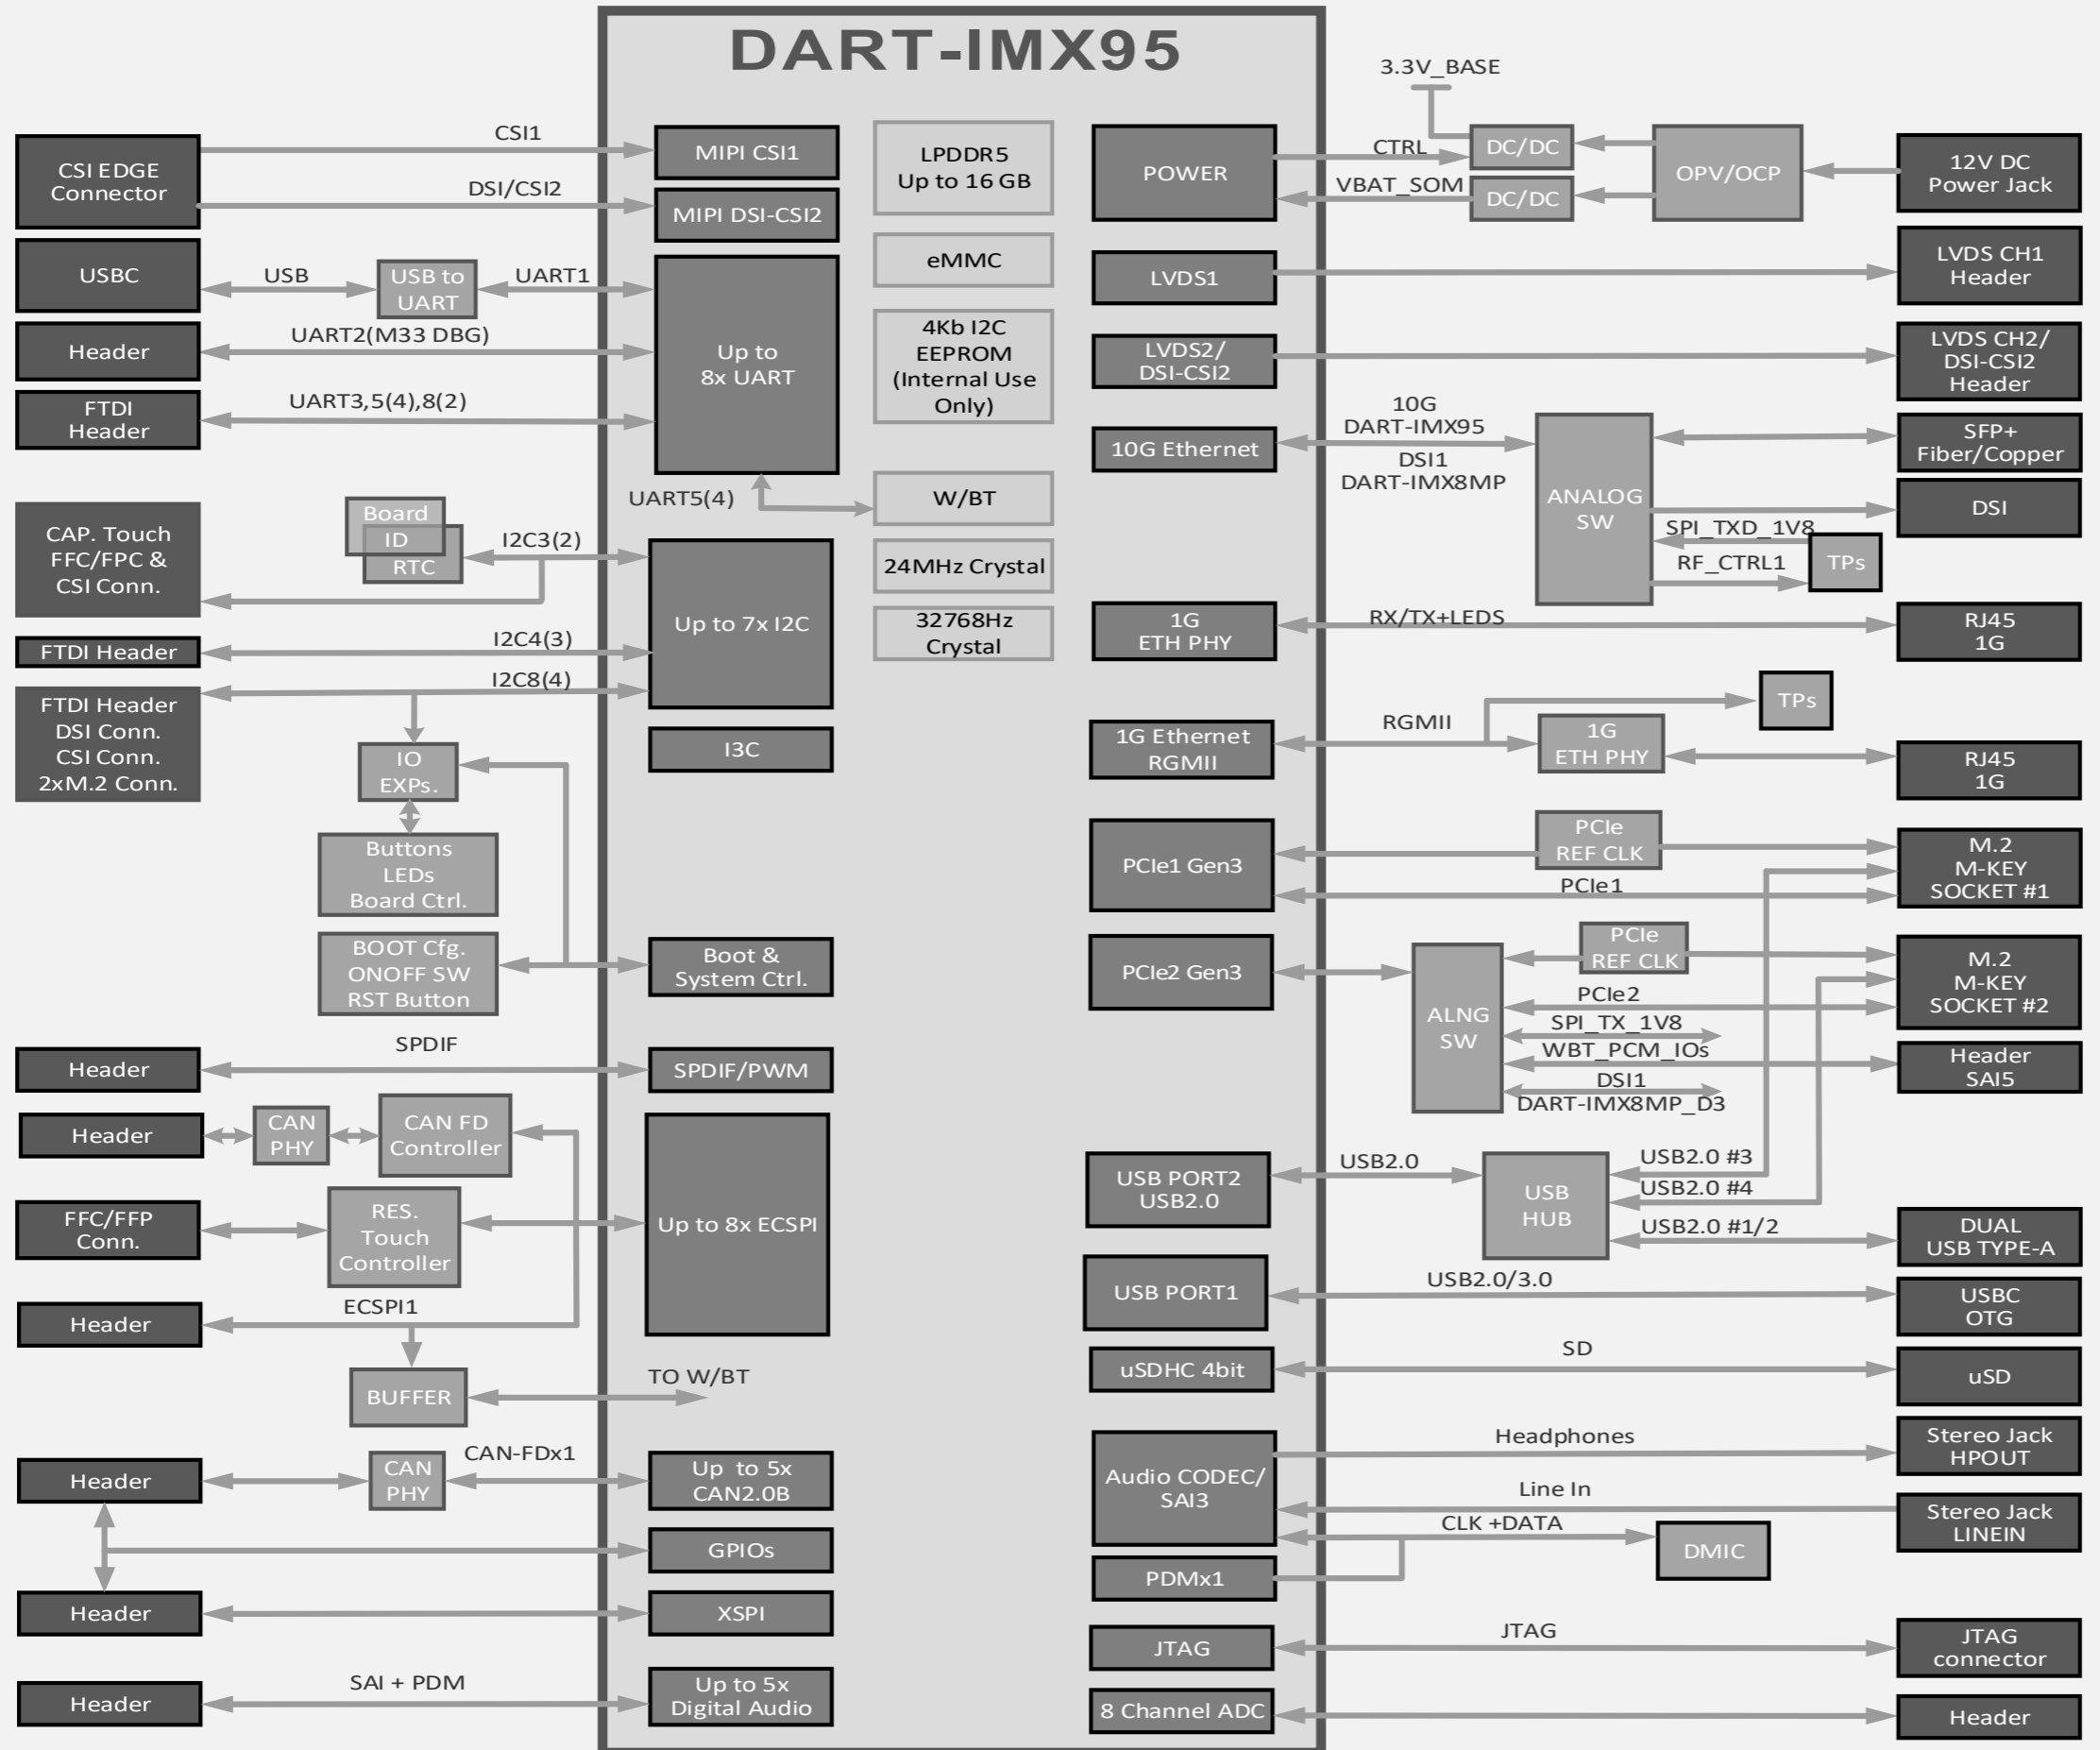 DART-IMX95
CSI EDGE
Connector
CSI1
DSI/CSI2
MIPI CSI1
MIPI DSI-CSI2
USBC
USB
USB to
UART
UART1
Header
UART2(M33 DBG)
FTDI
Header
UART3,5(4),8(2)
Up to
8x UART
UART5(4)
CAP. Touch
FFC/FPC &
CSI Conn.
Board
ID
RTC
I2C3(2)
FTDI Header
I2C4(3)
I2C8(4)
Up to 7x I2C
FTDI Header
DSI Conn.
CSI Conn.
2xM.2 Conn.
IO
EXPs.
I3C
Buttons
LEDs
Board Ctrl.
BOOT Cfg.
ONOFF SW
RST Button
Boot &
System Ctrl.
Header
SPDIF
SPDIF/PWM
Header
CAN
PHY
CAN FD
Controller
FFC/FFP
Conn.
RES.
Touch
Controller
Up to 8x ECSPI
Header
ECSPI1
BUFFER
TO W/BT
Header
CAN
PHY
CAN-FDx1
Up to 5x
CAN2.0B
GPIOs
Header
XSPI
Header
SAI + PDM
Up to 5x
Digital Audio
LPDDR5
Up to 16 GB
eMMC
4Kb I2C
EEPROM
(Internal Use
Only)
W/BT
24MHz Crystal
32768Hz
Crystal
POWER
3.3V_BASE
CTRL
VBAT_SOM
DC/DC
DC/DC
OPV/OCP
12V DC
Power Jack
LVDS1
LVDS CH1
Header
LVDS2/
DSI-CSI2
LVDS CH2/
DSI-CSI2
Header
10G Ethernet
10G
DART-IMX95
DSI1
DART-IMX8MP
ANALOG
SW
SFP+
Fiber/Copper
DSI
SPI_TXD_1V8
RF_CTRL1
TPs
1G
ETH PHY
RX/TX+LEDS
RJ45
1G
1G Ethernet
RGMII
RGMII
TPs
1G
ETH PHY
RJ45
1G
PCIe1 Gen3
PCIe
REF CLK
PCIe1
M.2
M-KEY
SOCKET #1
PCIe2 Gen3
ALNG
SW
PCIe
REF CLK
PCIe2
SPI_TX_1V8
WBT_PCM_IOs
DSI1
DART-IMX8MP_D3
M.2
M-KEY
SOCKET #2
Header
SAI5
USB PORT2
USB2.0
USB2.0
USB
HUB
USB2.0 #3
USB2.0 #4
USB2.0 #1/2
DUAL
USB TYPE-A
USB PORT1
USB2.0/3.0
USBC
OTG
uSDHC 4bit
SD
uSD
Audio CODEC/
SAI3
Headphones
Stereo Jack
HPOUT
Line In
Stereo Jack
LINEIN
CLK +DATA
DMIC
PDMx1
JTAG
JTAG
JTAG
connector
8 Channel ADC
Header